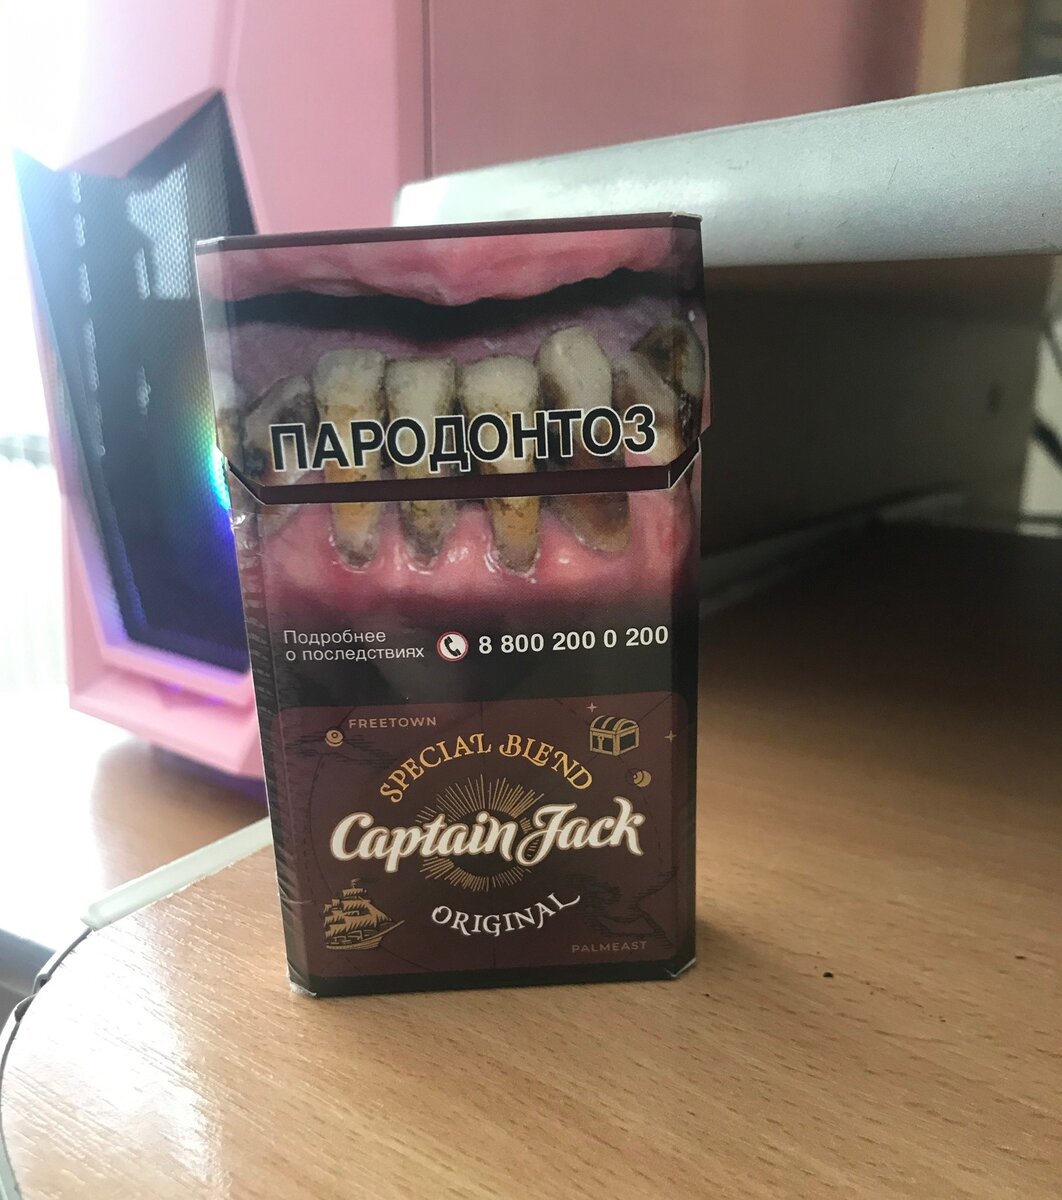 ПАРОДОНТОЗ
Подробнее
о последствиях
8 800 200 0 200
FREETOWN
SPECIAL BLEND
Captain Jack
ORIGINAL
PALMEAST